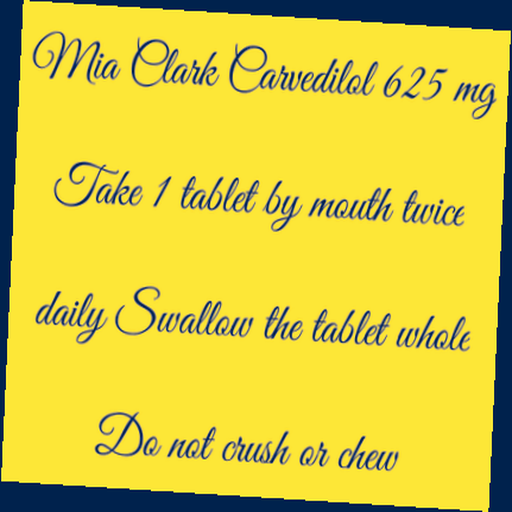 Mia Clark Carvedilol 625 mg
Take 1 tablet by mouth twice
daily Swallow the tablet whole
Do not crush or chew